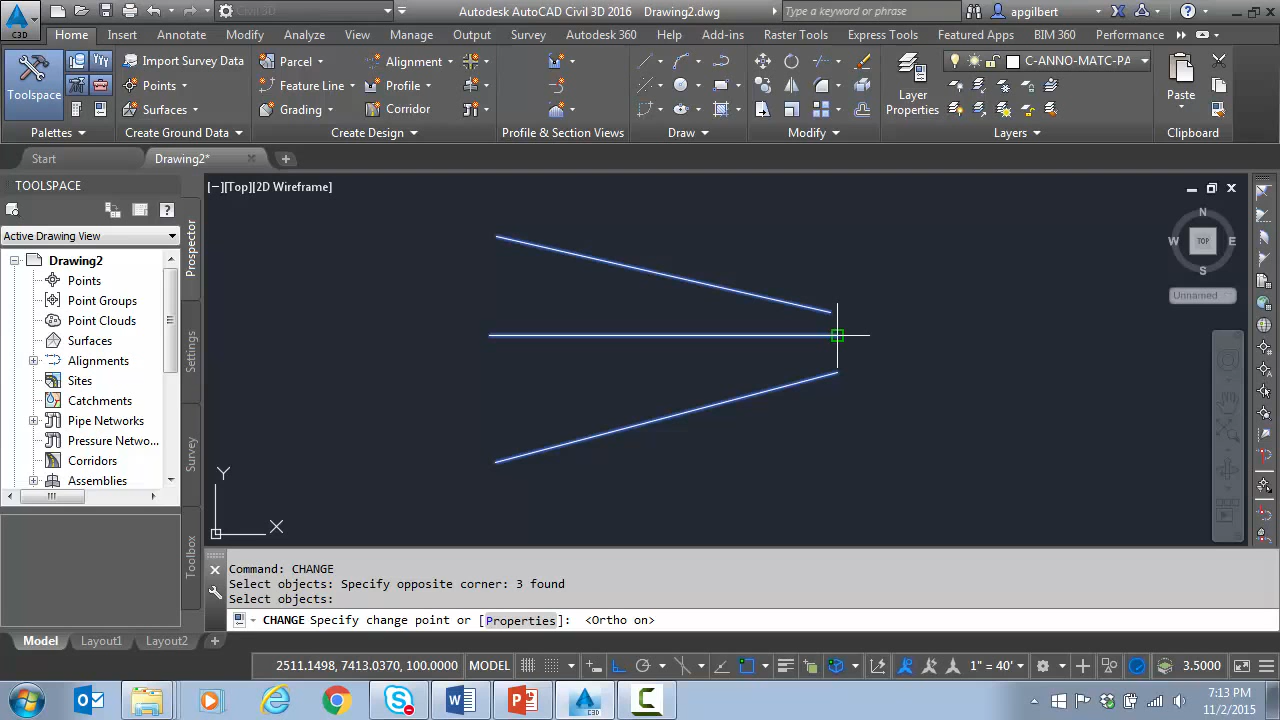 C3D
Civil 3D
Autodesk AutoCAD Civil 3D 2016 Drawing2.dwg
Type a keyword or phrase
apgilbert
Home Insert Annotate Modify Analyze View Manage Output Survey Autodesk 360 Help Add-ins Raster Tools Express Tools Featured Apps BIM 360 Performance
Toolspace
Import Survey Data
Points
Surfaces
Parcel
Feature Line
Grading
Alignment
Profile
Corridor
Layer
Properties
C-ANNO-MATC-PA
Paste
Palettes Create Ground Data Create Design Profile & Section Views Draw Modify Layers Clipboard
Start Drawing2*
TOOLSPACE
Active Drawing View
Drawing2
Points
Point Groups
Point Clouds
Surfaces
Alignments
Sites
Catchments
Pipe Networks
Pressure Netwo...
Corridors
Assemblies
Prospector
Settings
Survey
Toolbox
[−][Top][2D Wireframe]
N
W TOP E
S
Unnamed
Y
X
Command: CHANGE
Select objects: Specify opposite corner: 3 found
Select objects:
CHANGE Specify change point or [Properties]: <Ortho on>
Model Layout1 Layout2
2511.1498, 7413.0370, 100.0000 MODEL 1" = 40' 3.5000
C3D
7:13 PM
11/2/2015